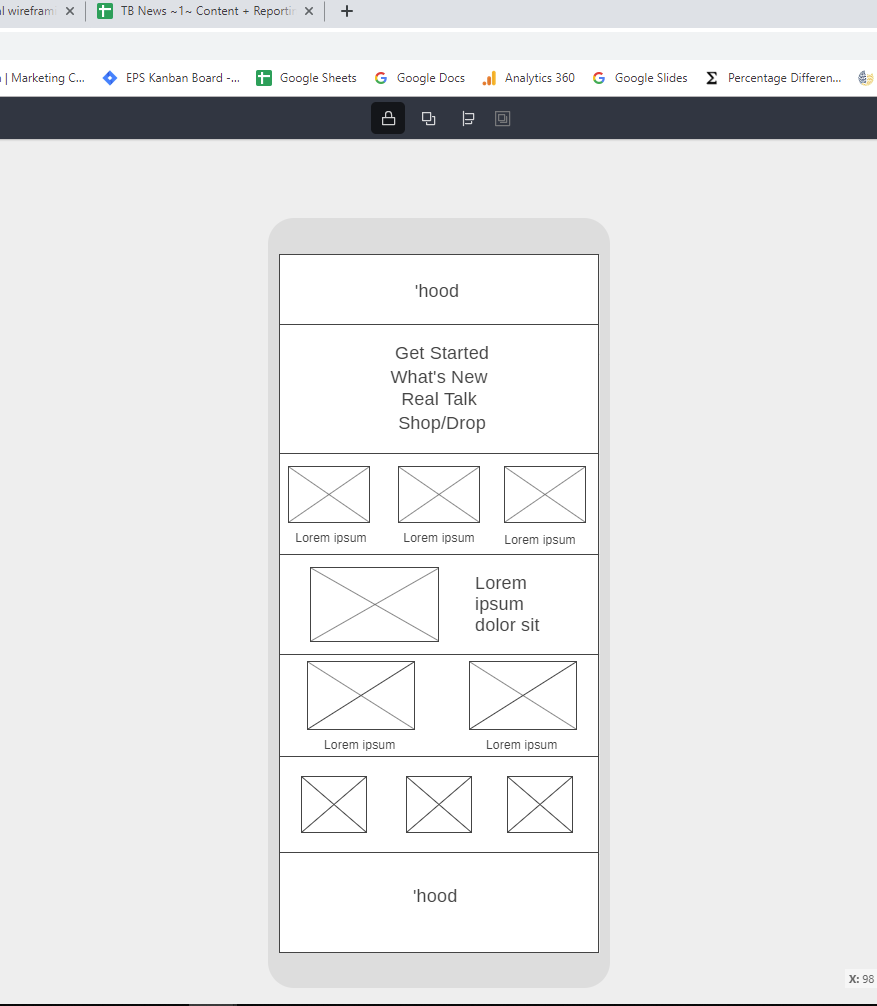 l wirefram
TB News ~1~ Content + Reportin
| Marketing C...
EPS Kanban Board -...
Google Sheets
Google Docs
Analytics 360
Google Slides
Percentage Differen...
'hood
Get Started
What's New
Real Talk
Shop/Drop
Lorem ipsum
Lorem ipsum
Lorem ipsum
Lorem
ipsum
dolor sit
Lorem ipsum
Lorem ipsum
'hood
X: 98